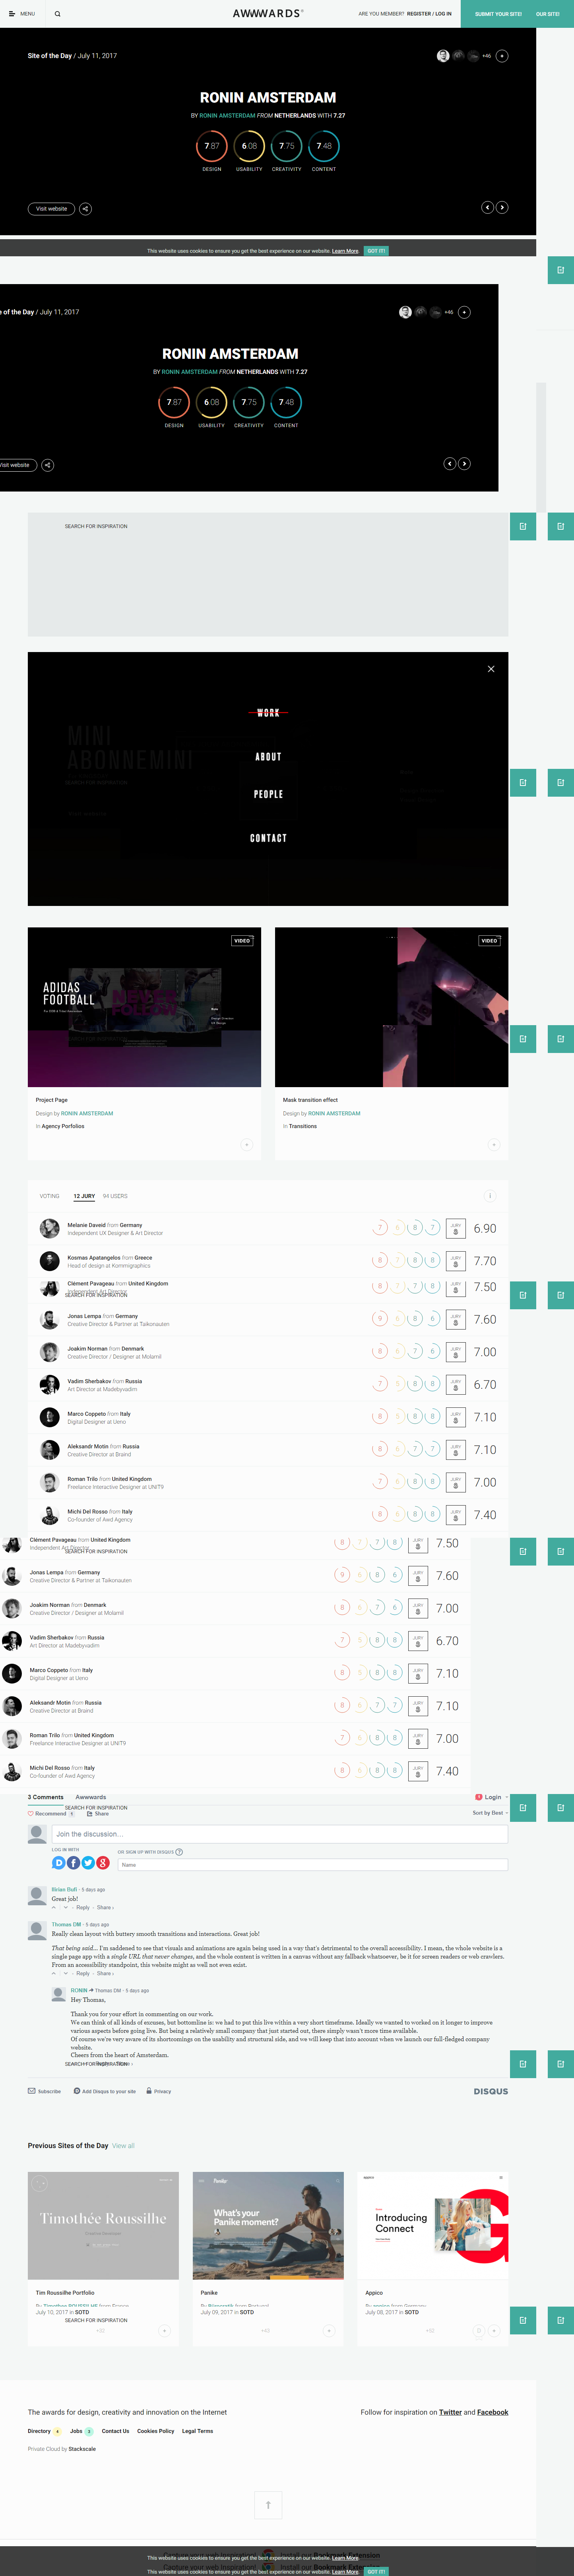 MENU
AWWWARDS
ARE YOU MEMBER? REGISTER / LOG IN
SUBMIT YOUR SITE!
OUR SITE!
Site of the Day / July 11, 2017
+46
RONIN AMSTERDAM
BY RONIN AMSTERDAM FROM NETHERLANDS WITH 7.27
7.87 6.08 7.75 7.48
DESIGN USABILITY CREATIVITY CONTENT
Visit website
This website uses cookies to ensure you get the best experience on our website. Learn More. GOT IT!
e of the Day / July 11, 2017
+46
RONIN AMSTERDAM
BY RONIN AMSTERDAM FROM NETHERLANDS WITH 7.27
7.87 6.08 7.75 7.48
DESIGN USABILITY CREATIVITY CONTENT
Visit website
SEARCH FOR INSPIRATION
WORK
MINI
ABONNEMINI
ABOUT
SEARCH FOR INSPIRATION
PEOPLE
CONTACT
VIDEO
VIDEO
ADIDAS
FOOTBALL
Project Page
Design by RONIN AMSTERDAM
In Agency Porfolios
Mask transition effect
Design by RONIN AMSTERDAM
In Transitions
VOTING 12 JURY 94 USERS
Melanie Daveid from Germany
Independent UX Designer & Art Director
7 6 8 7 JURY 6.90
Kosmas Apatangelos from Greece
Head of design at Kommigraphics
8 7 8 8 JURY 7.70
Clément Pavageau from United Kingdom
Independent Art Director
SEARCH FOR INSPIRATION
8 7 7 8 JURY 7.50
Jonas Lempa from Germany
Creative Director & Partner at Taikonauten
9 6 8 6 JURY 7.60
Joakim Norman from Denmark
Creative Director / Designer at Molamil
8 6 7 6 JURY 7.00
Vadim Sherbakov from Russia
Art Director at Madebyvadim
7 5 8 8 JURY 6.70
Marco Coppeto from Italy
Digital Designer at Ueno
8 5 8 8 JURY 7.10
Aleksandr Motin from Russia
Creative Director at Braind
8 6 7 7 JURY 7.10
Roman Trilo from United Kingdom
Freelance Interactive Designer at UNIT9
7 6 8 8 JURY 7.00
Michi Del Rosso from Italy
Co-founder of Awd Agency
8 6 8 8 JURY 7.40
Clément Pavageau from United Kingdom
Independent Art Director
SEARCH FOR INSPIRATION
8 7 7 8 JURY 7.50
Jonas Lempa from Germany
Creative Director & Partner at Taikonauten
9 6 8 6 JURY 7.60
Joakim Norman from Denmark
Creative Director / Designer at Molamil
8 6 7 6 JURY 7.00
Vadim Sherbakov from Russia
Art Director at Madebyvadim
7 5 8 8 JURY 6.70
Marco Coppeto from Italy
Digital Designer at Ueno
8 5 8 8 JURY 7.10
Aleksandr Motin from Russia
Creative Director at Braind
8 6 7 7 JURY 7.10
Roman Trilo from United Kingdom
Freelance Interactive Designer at UNIT9
7 6 8 8 JURY 7.00
Michi Del Rosso from Italy
Co-founder of Awd Agency
8 6 8 8 JURY 7.40
3 Comments Awwwards Login
SEARCH FOR INSPIRATION
Recommend 1 Share Sort by Best
Join the discussion...
LOG IN WITH
OR SIGN UP WITH DISQUS
Name
5 days ago
Great job!
Reply Share ›
Thomas DM · 5 days ago
Really clean layout with buttery smooth transitions and interactions. Great job!
That being said... I'm saddened to see that visuals and animations are again being used in a way that's detrimental to the overall accessibility. I mean, the whole website is a
single page app with a single URL that never changes, and the whole content is written in a canvas without any fallback whatsoever, be it for screen readers or web crawlers.
From an accessibility standpoint, this website might as well not even exist.
Reply · Share ›
RONIN Thomas DM · 5 days ago
Hey Thomas,
Thank you for your effort in commenting on our work.
We can think of all kinds of excuses, but bottomline is: we had to put this live within a very short timeframe. Ideally we wanted to worked on it longer to improve
various aspects before going live. But being a relatively small company that just started out, there simply wasn't more time available.
Of course we're very aware of its shortcomings on the usability and structural side, and we will keep that into account when we launch our full-fledged company
website.
Cheers from the heart of Amsterdam.
SEARCH FOR INSPIRATION
Subscribe Add Disqus to your site Privacy
DISQUS
Previous Sites of the Day View all
Timothée Roussilhe
What's your
Panike moment?
Introducing
Connect
Tim Roussilhe Portfolio
July 10, 2017 in SOTD
Panike
July 09, 2017 in SOTD
Appico
July 08, 2017 in SOTD
SEARCH FOR INSPIRATION
The awards for design, creativity and innovation on the Internet
Follow for inspiration on Twitter and Facebook
Directory 4 Jobs 3 Contact Us Cookies Policy Legal Terms
Private Cloud by Stackscale
This website uses cookies to ensure you get the best experience on our website. Learn More.
This website uses cookies to ensure you get the best experience on our website. Learn More. GOT IT!